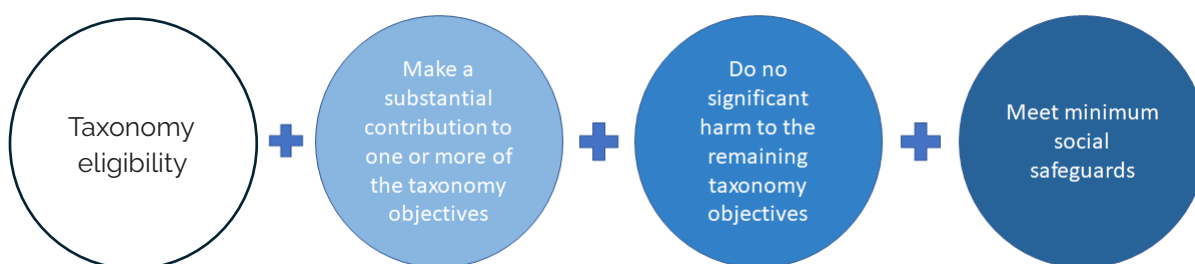 Taxonomy
eligibility
Make a
substantial
contribution to
one or more of
the taxonomy
objectives
Do no
significant
harm to the
remaining
taxonomy
objectives
Meet minimum
social
safeguards